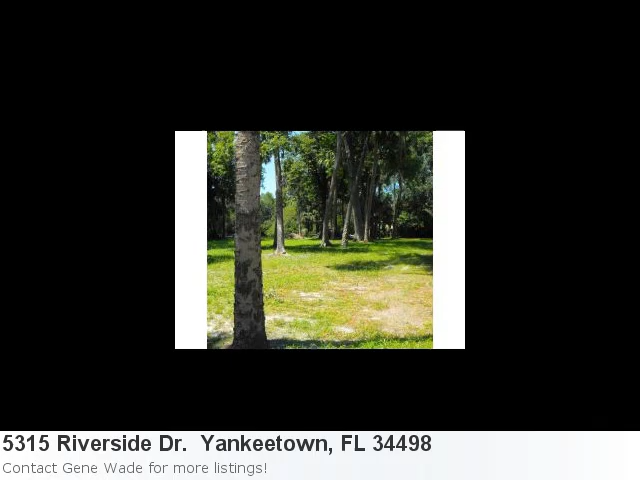 5315 Riverside Dr.  Yankeetown, FL 34498
Contact Gene Wade for more listings!